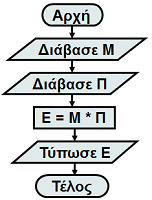 Αρχή
Διάβασε Μ
Διάβασε Π
Ε = Μ * Π
Τύπωσε Ε
Τέλος